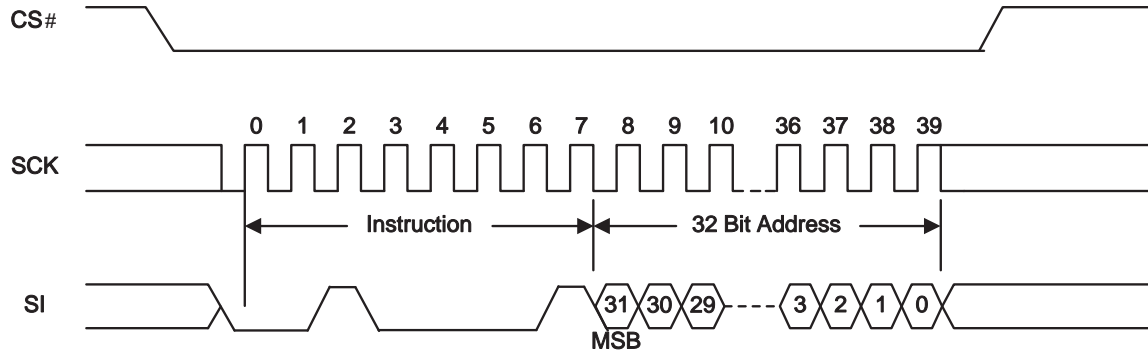 CS#
0 1 2 3 4 5 6 7 8 9 10 36 37 38 39
SCK
Instruction 32 Bit Address
SI 31 30 29 3 2 1 0
MSB